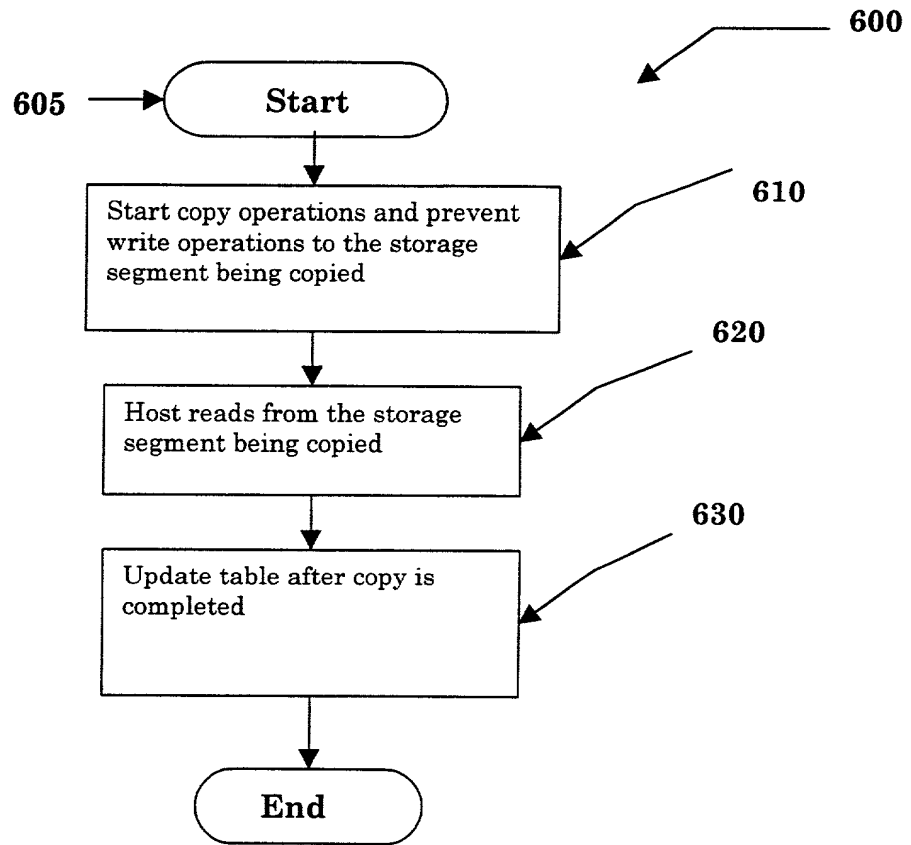 600
605
Start
610
Start copy operations and prevent
write operations to the storage
segment being copied
620
Host reads from the storage
segment being copied
630
Update table after copy is
completed
End